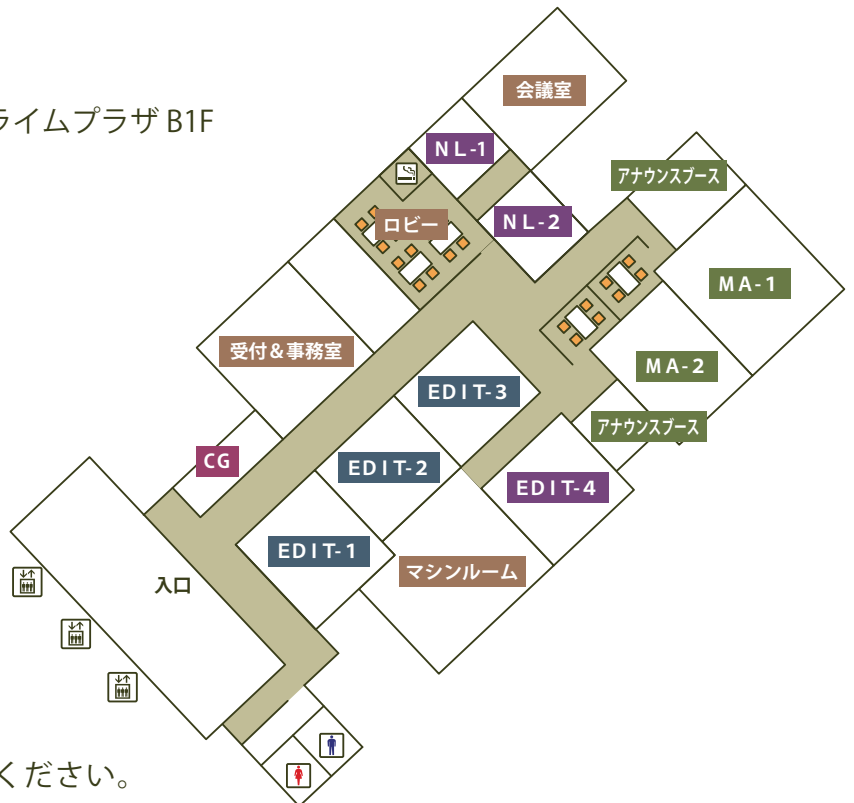 ライムプラザ B1F
会議室
NL-1
アナウンスブース
ロビー
NL-2
MA-1
受付＆事務室
MA-2
EDIT-3
アナウンスブース
CG
EDIT-2
EDIT-4
EDIT-1
マシンルーム
入口
ください。